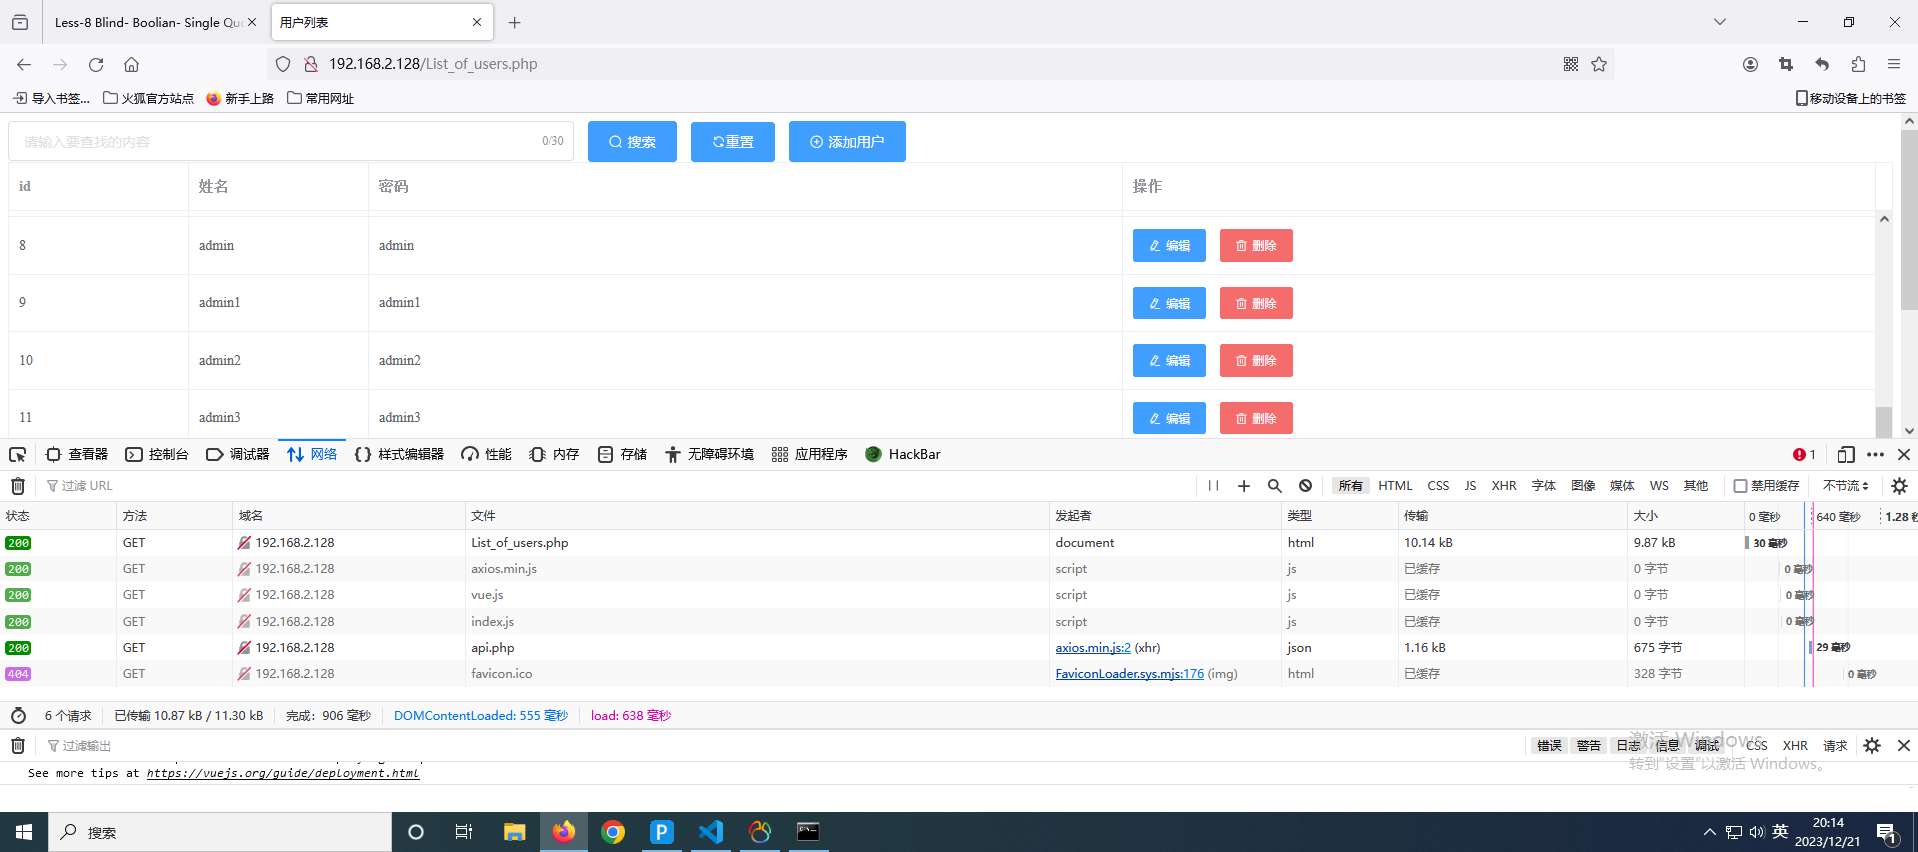 Less-8 Blind- Boolian- Single Qu
用户列表
192.168.2.128/List_of_users.php
导入书签...
火狐官方站点
新手上路
常用网址
移动设备上的书签
请输入要查找的内容
0/30
搜索
重置
添加用户
id 姓名 密码 操作
8 admin admin 编辑 删除
9 admin1 admin1 编辑 删除
10 admin2 admin2 编辑 删除
11 admin3 admin3 编辑 删除
查看器 控制台 调试器 网络 样式编辑器 性能 内存 存储 无障碍环境 应用程序 HackBar 1
过滤 URL
所有 HTML CSS JS XHR 字体 图像 媒体 WS 其他 禁用缓存 不节流
状态 方法 域名 文件 发起者 类型 传输 大小 0 毫秒 640 毫秒 1.28
200 GET 192.168.2.128 List_of_users.php document html 10.14 kB 9.87 kB 30 毫秒
200 GET 192.168.2.128 axios.min.js script js 已缓存 0 字节 0 毫秒
200 GET 192.168.2.128 vue.js script js 已缓存 0 字节 0 毫秒
200 GET 192.168.2.128 index.js script js 已缓存 0 字节 0 毫秒
200 GET 192.168.2.128 api.php axios.min.js:2 (xhr) json 1.16 kB 675 字节 29 毫秒
404 GET 192.168.2.128 favicon.ico FaviconLoader.sys.mjs:176 (img) html 已缓存 328 字节 0 毫秒
6 个请求 已传输 10.87 kB / 11.30 kB 完成: 906 毫秒 DOMContentLoaded: 555 毫秒 load: 638 毫秒
过滤输出
错误 警告 日志 信息 调试 CSS XHR 请求
激活 Windows
转到"设置"以激活 Windows。
See more tips at https://vuejs.org/guide/deployment.html
搜索
英
20:14
2023/12/21
1